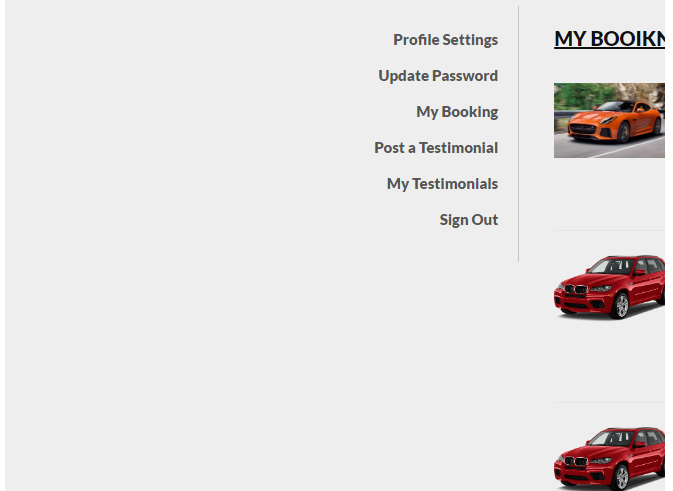 Profile Settings
Update Password
My Booking
Post a Testimonial
My Testimonials
Sign Out
MY BOOIKN